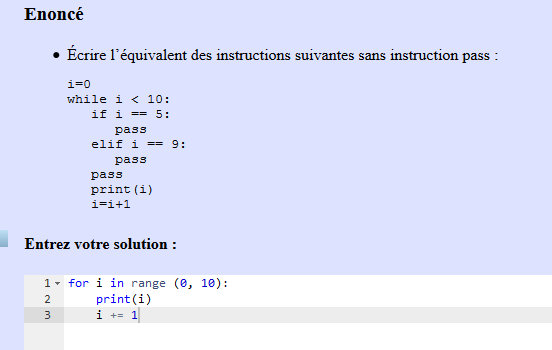 Enoncé
• Écrire l'équivalent des instructions suivantes sans instruction pass :
i=0
while i < 10:
   if i == 5:
      pass
   elif i == 9:
      pass
   pass
   print(i)
   i=i+1
Entrez votre solution :
1 for i in range (0, 10):
2     print(i)
3     i += 1